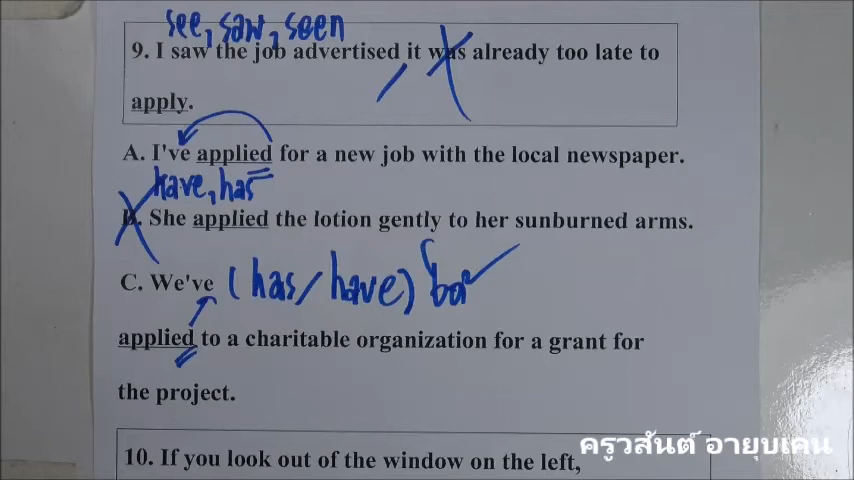 see, saw, seen
9. I saw the job advertised it was already too late to
apply.
A. I've applied for a new job with the local newspaper.
have, has
B. She applied the lotion gently to her sunburned arms.
C. We've (has/have)
applied to a charitable organization for a grant for
the project.
10. If you look out of the window on the left,
ครูวสันต์ อายุบเคน